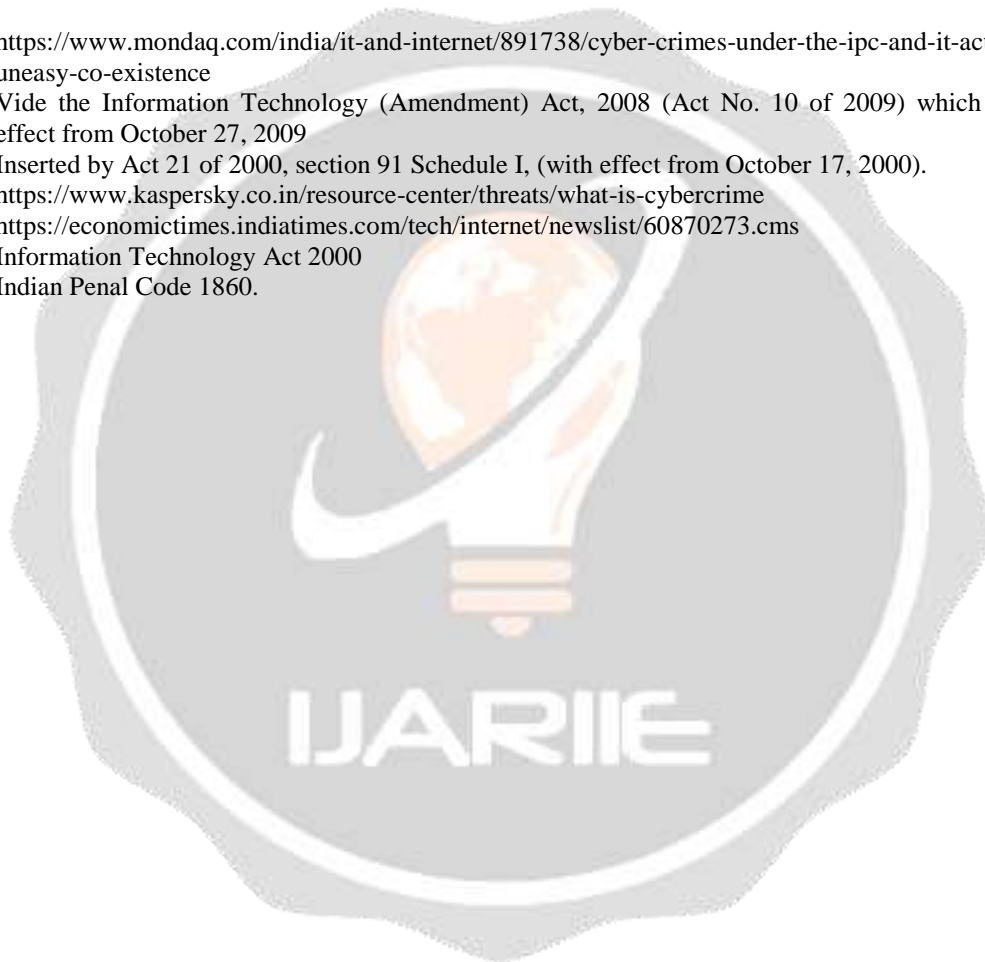 https://www.mondaq.com/india/it-and-internet/891738/cyber-crimes-under-the-ipc-and-it-ac
uneasy-co-existence
Vide the Information Technology (Amendment) Act, 2008 (Act No. 10 of 2009) which
effect from October 27, 2009
Inserted by Act 21 of 2000, section 91 Schedule I, (with effect from October 17, 2000).
https://www.kaspersky.co.in/resource-center/threats/what-is-cybercrime
https://economictimes.indiatimes.com/tech/internet/newslist/60870273.cms
Information Technology Act 2000
Indian Penal Code 1860.
IJARIIE